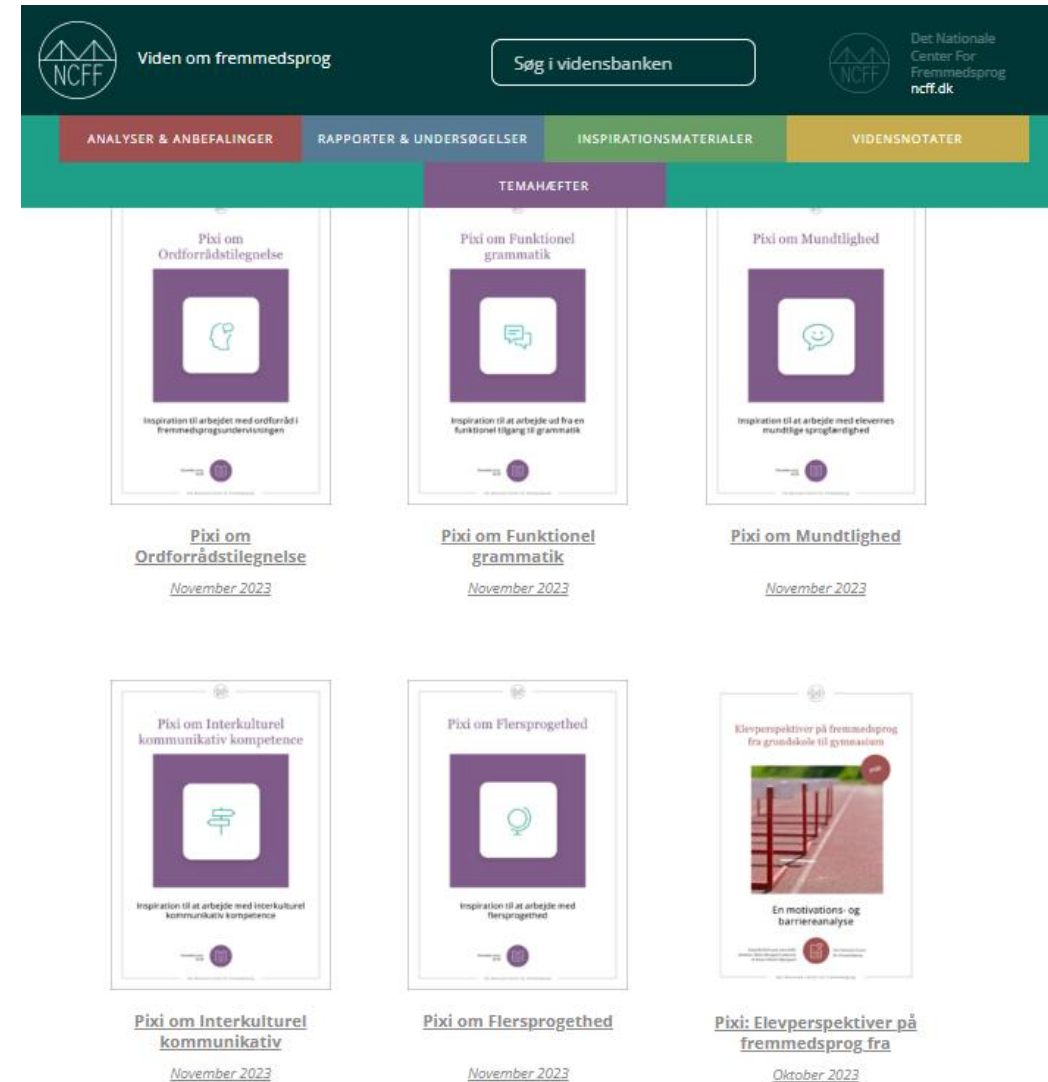 NCFF
Viden om fremmedsprog
Søg i vidensbanken
NCFF
Det Nationale
Center For
Fremmedsprog
ncff.dk
ANALYSER & ANBEFALINGER
RAPPORTER & UNDERSØGELSER
INSPIRATIONSMATERIALER
VIDENSNOTATER
TEMAHÆFTER
Pixi om
Ordforrådstilegnelse
Inspiration til arbejdet med ordforråd i
fremmedsprogsundervisningen
Pixi om Funktionel
grammatik
Inspiration til at arbejde ud fra en
funktionel tilgang til grammatik
Pixi om Mundtlighed
Inspiration til at arbejde med elevernes
mundtlige sprogfærdighed
Pixi om
Ordforrådstilegnelse
November 2023
Pixi om Funktionel
grammatik
November 2023
Pixi om Mundtlighed
November 2023
Pixi om Interkulturel
kommunikativ kompetence
Inspiration til at arbejde med interkulturel
kommunikativ kompetence
Pixi om Flersprogethed
Inspiration til at arbejde med
flersprogethed
Elevperspektiver på fremmedsprog
fra grundskole til gymnasium
En motivations- og
barriereanalyse
Pixi om Interkulturel
kommunikativ
November 2023
Pixi om Flersprogethed
November 2023
Pixi: Elevperspektiver på
fremmedsprog fra
Oktober 2023